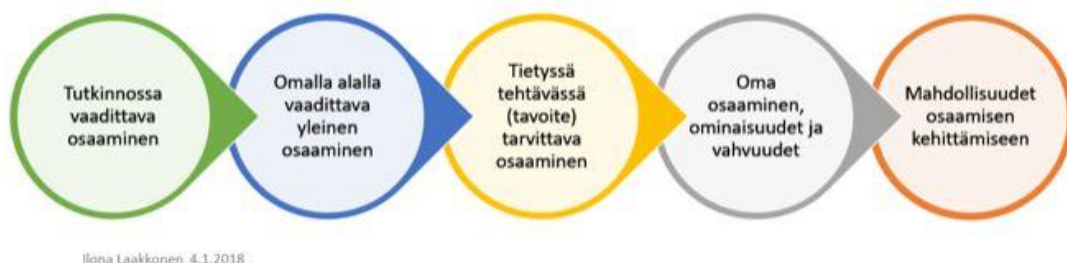 Tutkinnossa
vaadittava
osaaminen
Omalla alalla
vaadittava
yleinen
osaaminen
Tietyssä
tehtävässä
(tavoite)
tarvittava
osaaminen
Oma
osaaminen,
ominaisuudet ja
vahvuudet
Mahdollisuudet
osaamisen
kehittämiseen
Ilona Laakkonen 4.1.2018